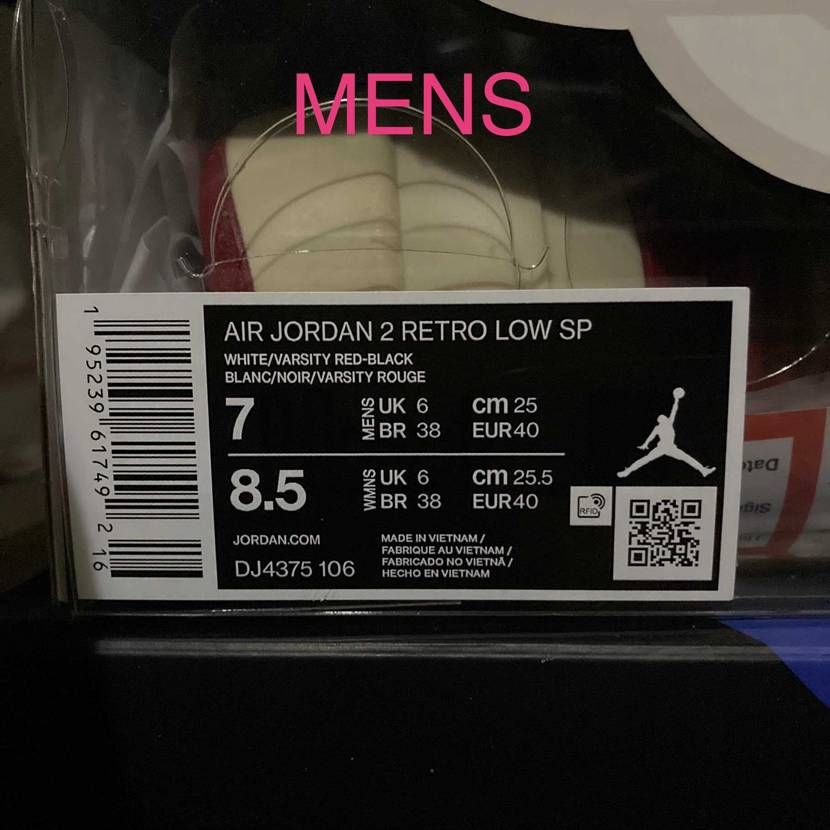 MENS
AIR JORDAN 2 RETRO LOW SP
WHITE/VARSITY RED-BLACK
BLANC/NOIR/VARSITY ROUGE
7 MENS UK 6 cm 25
BR 38 EUR 40
8.5 WMNS UK 6 cm 25.5
BR 38 EUR 40
RFID
JORDAN.COM
DJ4375 106
MADE IN VIETNAM /
FABRIQUE AU VIETNAM /
FABRICADO NO VIETNÃ /
HECHO EN VIETNAM
1 95239 61749 2 16
Date